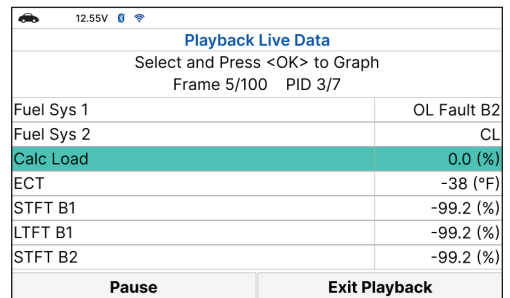 12.55V
Playback Live Data
Select and Press <OK> to Graph
Frame 5/100 PID 3/7
Fuel Sys 1 OL Fault B2
Fuel Sys 2 CL
Calc Load 0.0 (%)
ECT -38 (°F)
STFT B1 -99.2 (%)
LTFT B1 -99.2 (%)
STFT B2 -99.2 (%)
Pause Exit Playback